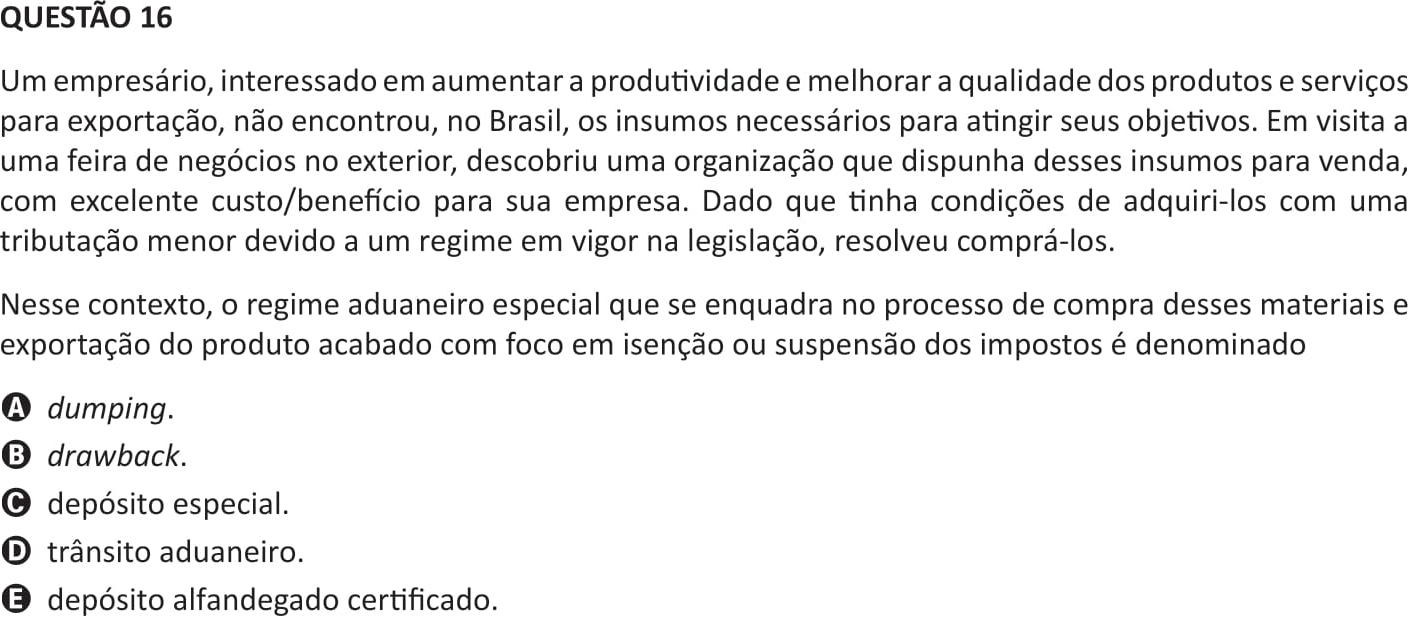 QUESTÃO 16
Um empresário, interessado em aumentar a produtividade e melhorar a qualidade dos produtos e serviços
para exportação, não encontrou, no Brasil, os insumos necessários para atingir seus objetivos. Em visita a
uma feira de negócios no exterior, descobriu uma organização que dispunha desses insumos para venda,
com excelente custo/benefício para sua empresa. Dado que tinha condições de adquiri-los com uma
tributação menor devido a um regime em vigor na legislação, resolveu comprá-los.
Nesse contexto, o regime aduaneiro especial que se enquadra no processo de compra desses materiais e
exportação do produto acabado com foco em isenção ou suspensão dos impostos é denominado
A dumping.
B drawback.
C depósito especial.
D trânsito aduaneiro.
E depósito alfandegado certificado.